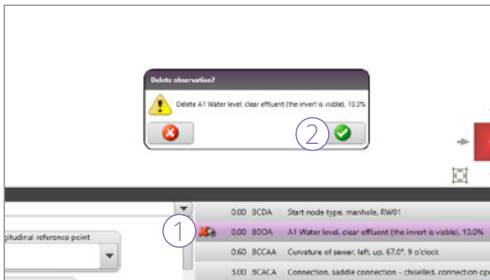 Delete observation?
Delete A1 Water level, clear effluent (the invert is visible), 10.0%
2
1
gitudinal reference point
0.00 BCDA Start node type, manhole, RW01
0.00 BDDA A1 Water level, clear effluent (the invert is visible), 10.0%
0.60 BCCAA Curvature of sewer, left, up, 67.0°, 9 o'clock
3.00 BCACA Connection, saddle connection - chiselled, connection ope